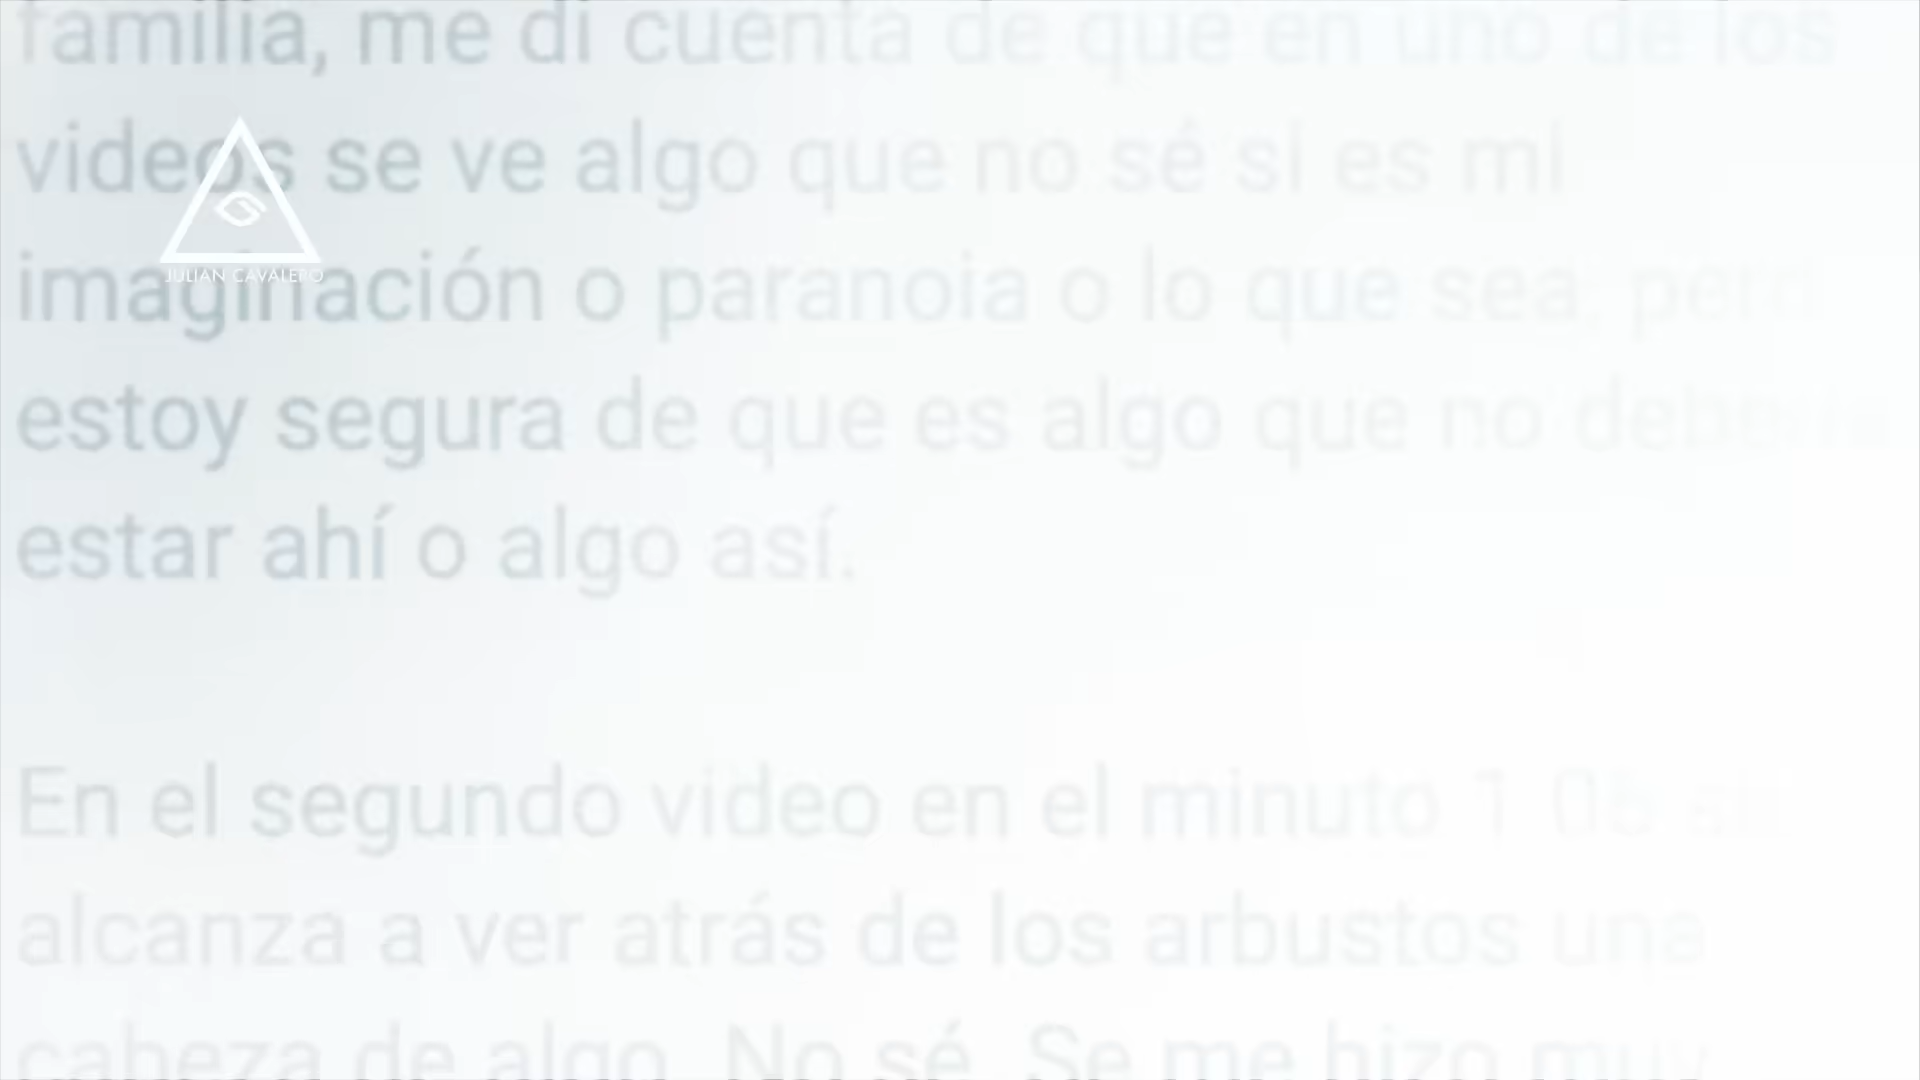 familia, me di cuenta de que en uno de los
videos se ve algo que no sé si es mi
JULIAN CAVALERO
imaginación o paranoia o lo que sea, pero
estoy segura de que es algo que no debería
estar ahí o algo así.
En el segundo video en el minuto 1 05
alcanza a ver atrás de los arbustos una
cabeza de algo. No sé. Se me hizo muy